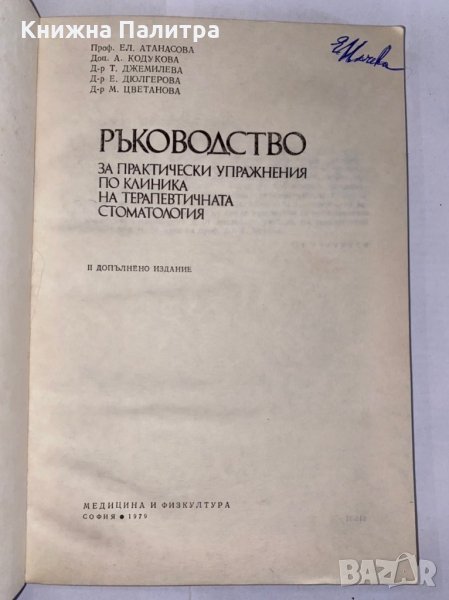 Книжна Палитра
Проф. ЕЛ. АТАНАСОВА
Доц. А. КОДУКОВА
Д-р Т. ДЖЕМИЛЕВА
Д-р Е. ДЮЛГЕРОВА
Д-р М. ЦВЕТАНОВА
РЪКОВОДСТВО
ЗА ПРАКТИЧЕСКИ УПРАЖНЕНИЯ
ПО КЛИНИКА
НА ТЕРАПЕВТИЧНАТА
СТОМАТОЛОГИЯ
II ДОПЪЛНЕНО ИЗДАНИЕ
МЕДИЦИНА И ФИЗКУЛТУРА
СОФИЯ ● 1979
BAZAR